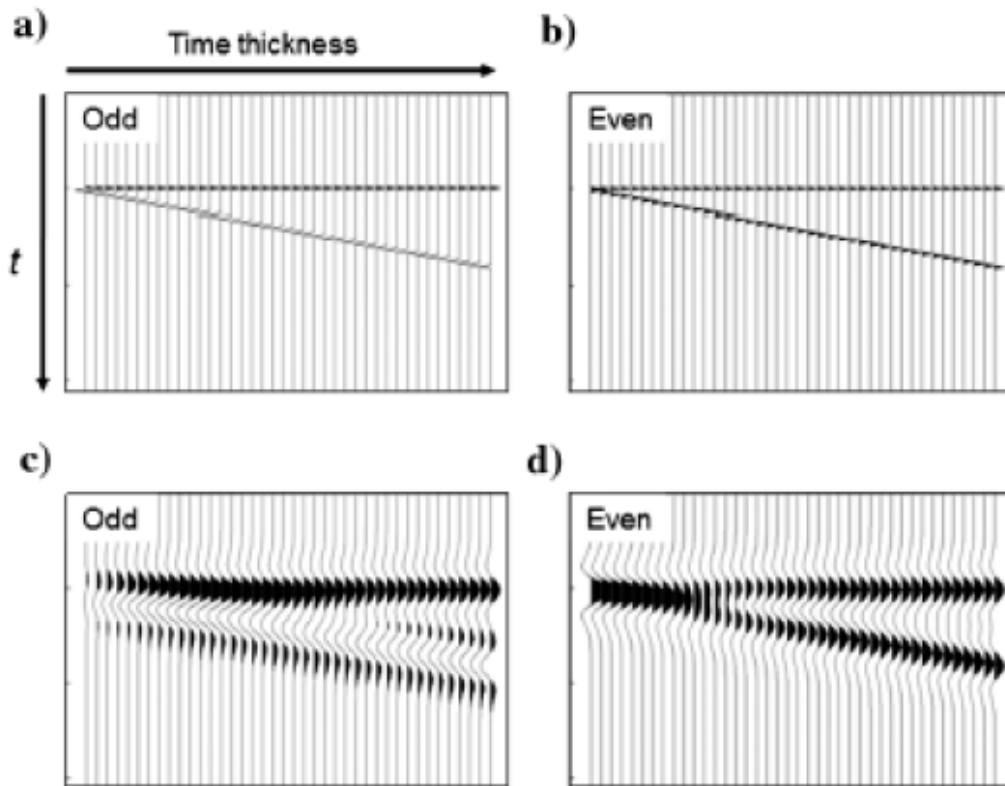 a)
Time thickness
b)
Odd
Even
t
c)
d)
Odd
Even